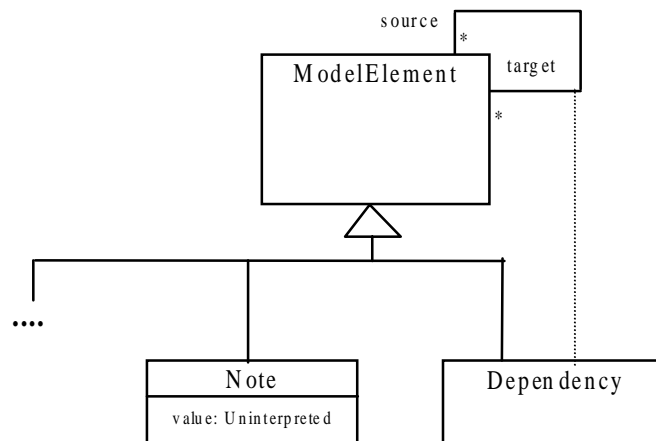 source
*
ModelElement
target
*
....
Note
Dependency
value: Uninterpreted